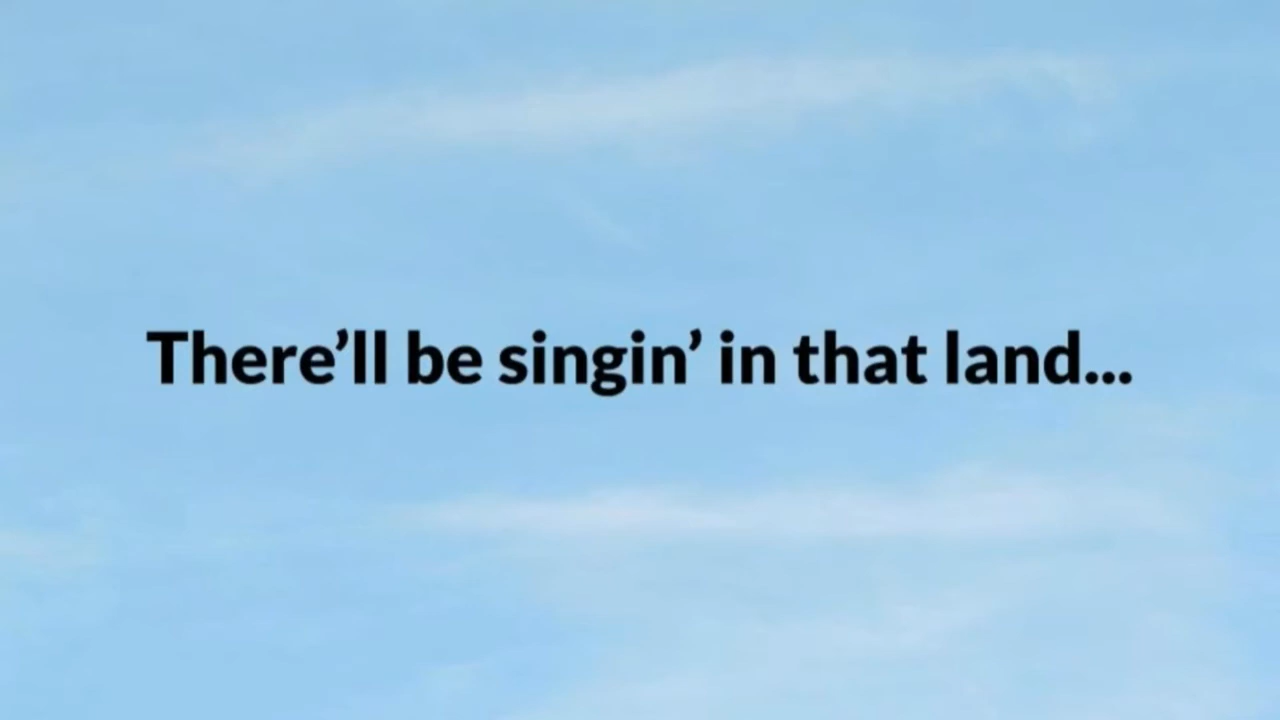 There’ll be singin’ in that land...